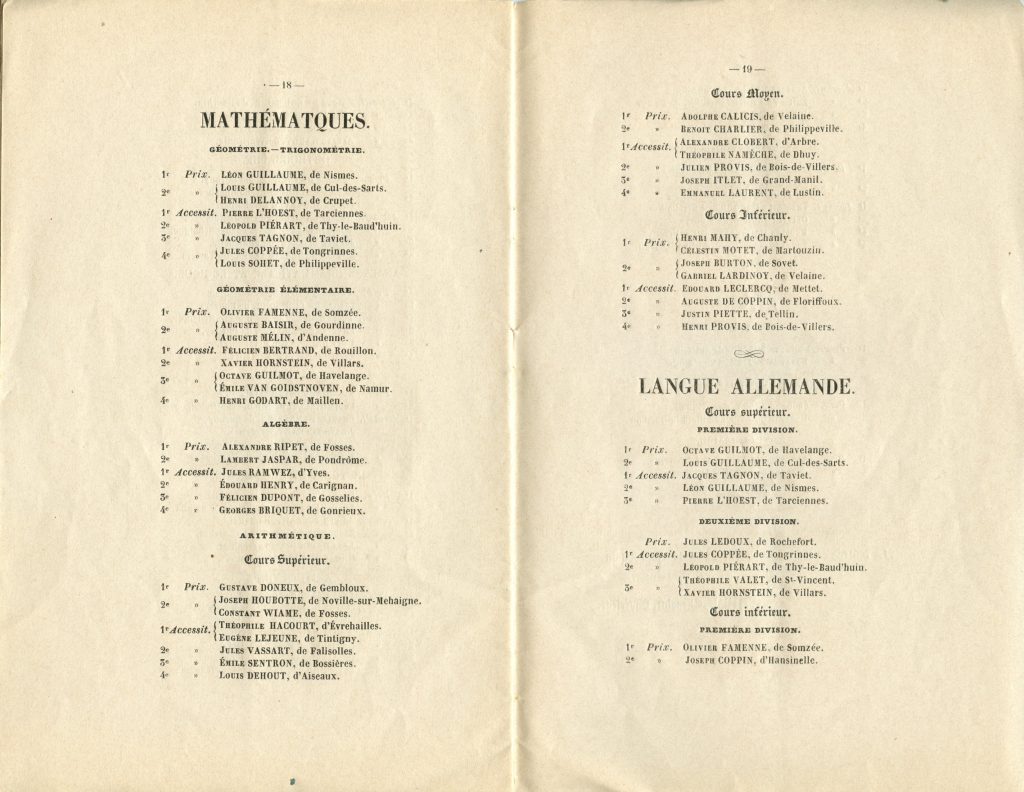 — 18 —
MATHÉMATQUES.
GÉOMÉTRIE.—TRIGONOMÉTRIE.
1r Prix. LÉON GUILLAUME, de Nismes.
2e » { LOUIS GUILLAUME, de Cul-des-Sarts.
HENRI DELANNOY, de Crupet.
1r Accessit. PIERRE L'HOEST, de Tarciennes.
2e » LÉOPOLD PIÉRART, de Thy-le-Baud'huin.
3e » JACQUES TAGNON, de Taviet.
4e » { JULES COPPÉE, de Tongrinnes.
LOUIS SOHET, de Philippeville.
GÉOMÉTRIE ÉLÉMENTAIRE.
1r Prix. OLIVIER FAMENNE, de Somzée.
2e » { AUGUSTE BAISIR, de Gourdinne.
AUGUSTE MÉLIN, d'Andenne.
1r Accessit. FÉLICIEN BERTRAND, de Rouillon.
2e » XAVIER HORNSTEIN, de Villars.
3e » { OCTAVE GUILMOT, de Havelange.
ÉMILE VAN GOIDSTNOVEN, de Namur.
4e » HENRI GODART, de Maillen.
ALGÈBRE.
1r Prix. ALEXANDRE RIPET, de Fosses.
2e » LAMBERT JASPAR, de Pondrôme.
1r Accessit. JULES RAMWEZ, d'Yves.
2e » ÉDOUARD HENRY, de Carignan.
3e » FÉLICIEN DUPONT, de Gosselies.
4e » GEORGES BRIQUET, de Gonrieux.
ARITHMÉTIQUE.
Cours Supérieur.
1r Prix. GUSTAVE DONEUX, de Gembloux.
2e » { JOSEPH HOUBOTTE, de Noville-sur-Mehaigne.
CONSTANT WIAME, de Fosses.
1r Accessit. { THÉOPHILE HACOURT, d'Évrehailles.
EUGÈNE LEJEUNE, de Tintigny.
2e » JULES VASSART, de Falisolles.
3e » ÉMILE SENTRON, de Bossières.
4e » LOUIS DEHOUT, d'Aiseaux.
— 19 —
Cours Moyen.
1r Prix. ADOLPHE CALICIS, de Velaine.
2e » BENOIT CHARLIER, de Philippeville.
1r Accessit. { ALEXANDRE CLOBERT, d'Arbre.
THÉOPHILE NAMÈCHE, de Dhuy.
2e » JULIEN PROVIS, de Bois-de-Villers.
3e » JOSEPH ITLET, de Grand-Manil.
4e » EMMANUEL LAURENT, de Lustin.
Cours Inférieur.
1r Prix. { HENRI MAHY, de Chanly.
CÉLESTIN MOTET, de Martouzin.
2e » { JOSEPH BURTON, de Sovet.
GABRIEL LARDINOY, de Velaine.
1r Accessit. EDOUARD LECLERCQ, de Mettet.
2e » AUGUSTE DE COPPIN, de Floriffoux.
3e » JUSTIN PIETTE, de Tellin.
4e » HENRI PROVIS, de Bois-de-Villers.
LANGUE ALLEMANDE.
Cours supérieur.
PREMIÈRE DIVISION.
1r Prix. OCTAVE GUILMOT, de Havelange.
2e » LOUIS GUILLAUME, de Cul-des-Sarts.
1r Accessit. JACQUES TAGNON, de Taviet.
2e » LÉON GUILLAUME, de Nismes.
3e » PIERRE L'HOEST, de Tarciennes.
DEUXIÈME DIVISION.
Prix. JULES LEDOUX, de Rochefort.
1r Accessit. JULES COPPÉE, de Tongrinnes.
2e » LÉOPOLD PIÉRART, de Thy-le-Baud'huin.
3e » { THÉOPHILE VALET, de St-Vincent.
XAVIER HORNSTEIN, de Villars.
Cours inférieur.
PREMIÈRE DIVISION.
1r Prix. OLIVIER FAMENNE, de Somzée.
2e » JOSEPH COPPIN, d'Hansinelle.